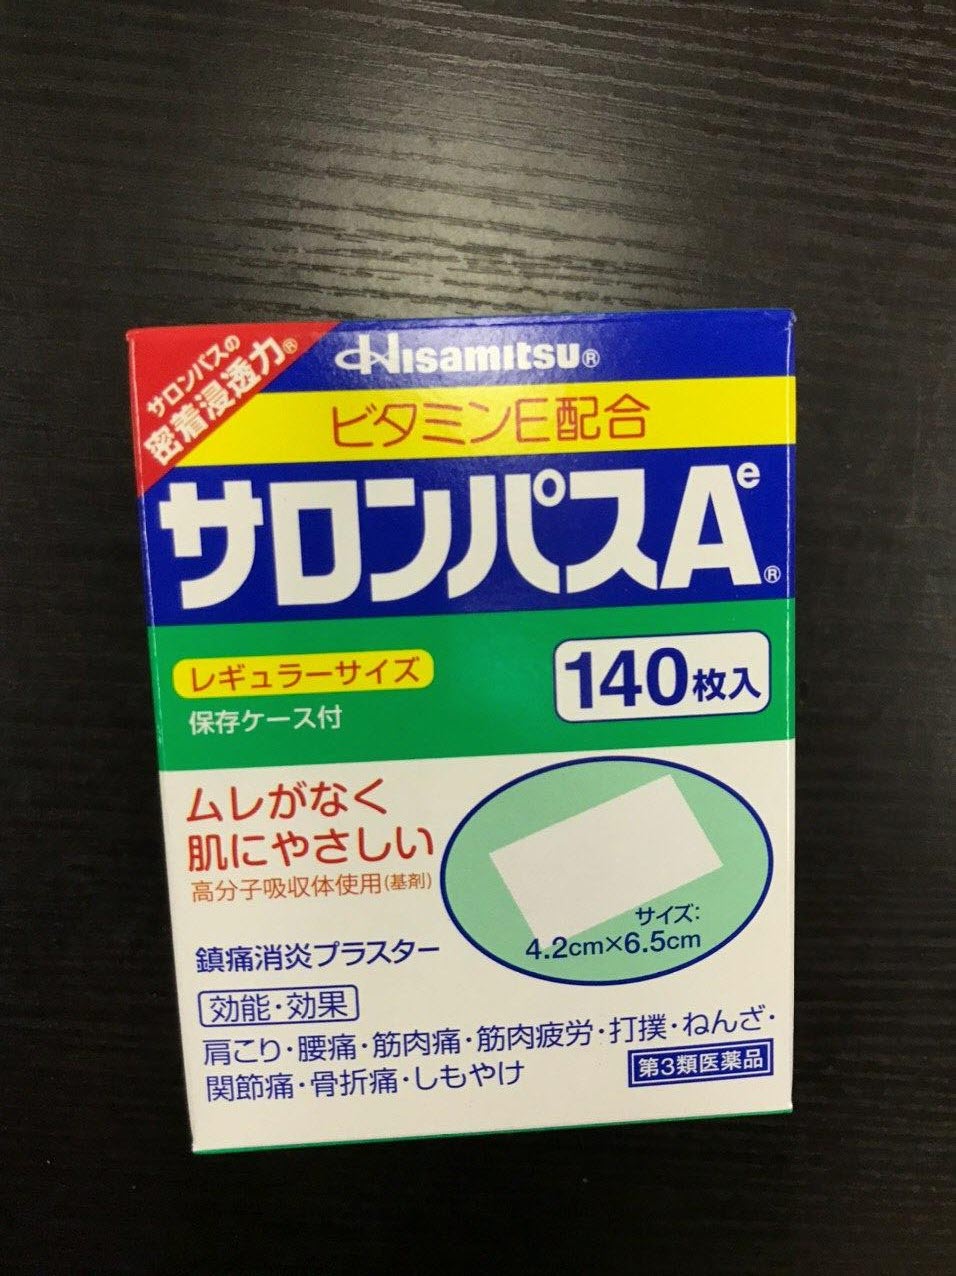 サロンパスの
密着浸透力®
Hisamitsu®
ビタミンE配合
サロンパスAe®
レギュラーサイズ
140枚入
保存ケース付
ムレがなく
肌にやさしい
高分子吸収体使用(基剤)
サイズ:
4.2cm×6.5cm
鎮痛消炎プラスター
効能・効果
肩こり・腰痛・筋肉痛・筋肉疲労・打撲・ねんざ・
関節痛・骨折痛・しもやけ
第3類医薬品